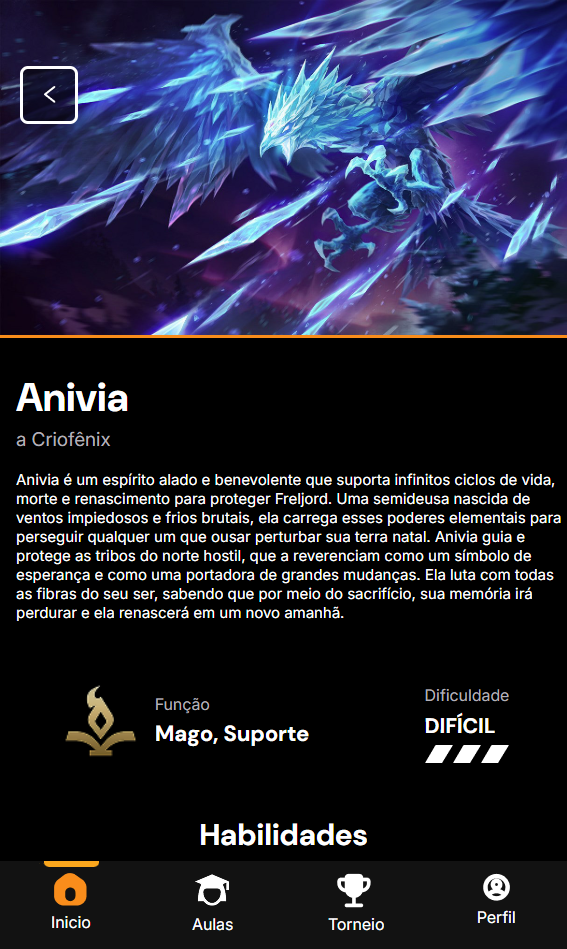 Anivia
a Criofênix
Anivia é um espírito alado e benevolente que suporta infinitos ciclos de vida,
morte e renascimento para proteger Freljord. Uma semideusa nascida de
ventos impiedosos e frios brutais, ela carrega esses poderes elementais para
perseguir qualquer um que ousar perturbar sua terra natal. Anivia guia e
protege as tribos do norte hostil, que a reverenciam como um símbolo de
esperança e como uma portadora de grandes mudanças. Ela luta com todas
as fibras do seu ser, sabendo que por meio do sacrifício, sua memória irá
perdurar e ela renascerá em um novo amanhã.
Função
Mago, Suporte
Dificuldade
DIFÍCIL
Habilidades
Inicio
Aulas
Torneio
Perfil